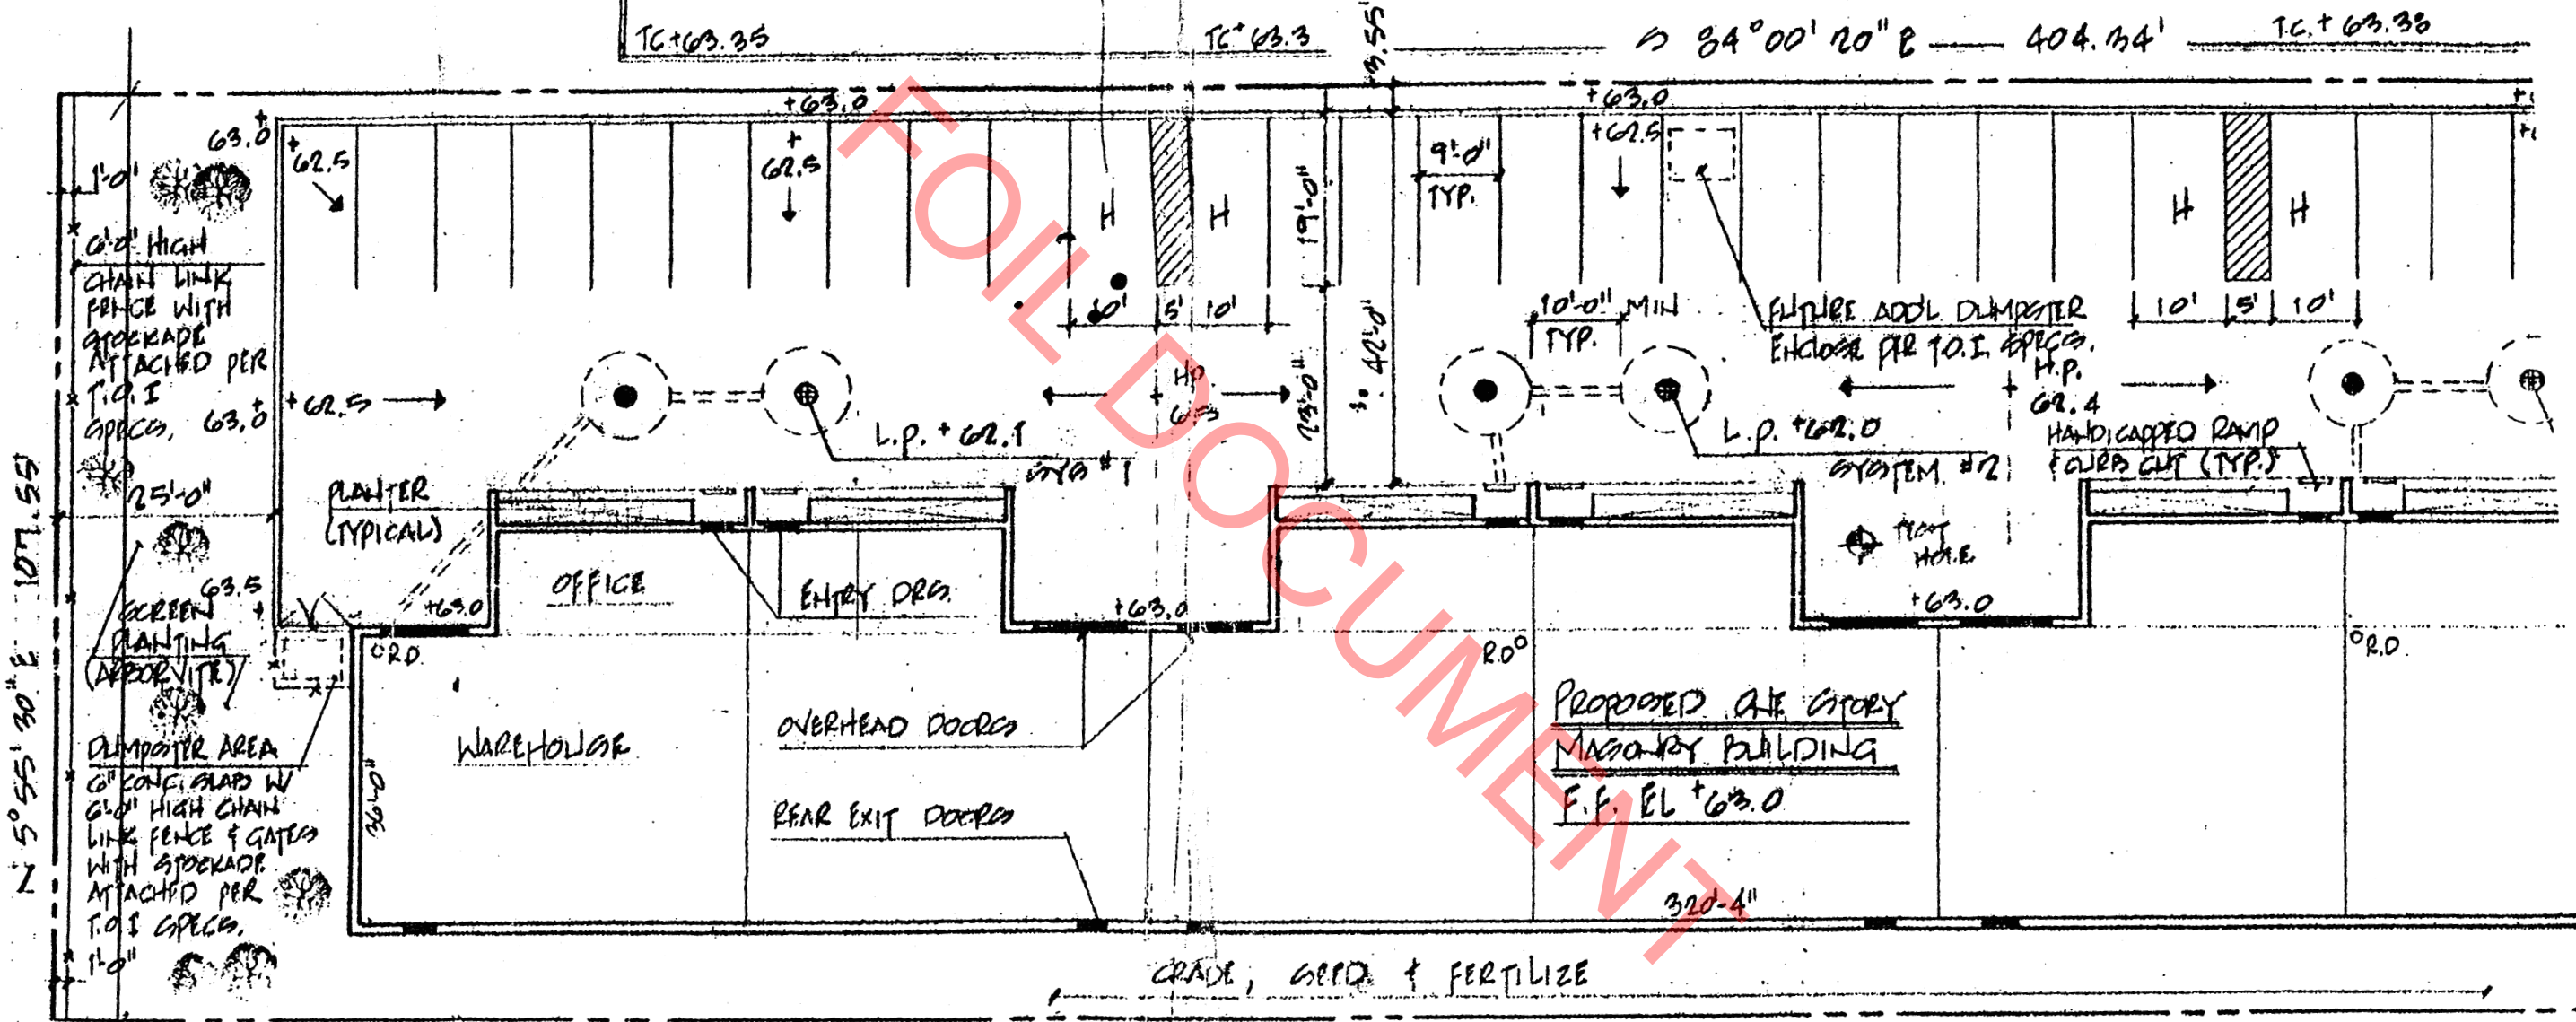 TC+63.35
TC+63.3
3.55'
S 84°00'20" E
404.34'
T.C.+63.33
+63.0
+63.0
63.0
+62.5
+62.5
+62.5
1'-0"
9'-0"
TYP.
H
H
H
H
19'-0"
6'-0" HIGH
CHAIN LINK
FENCE WITH
STOCKADE
ATTACHED PER
T.O.I
SPECS.
63.0
+62.5
10'
5'
10'
10'-0" MIN
TYP.
42'-0"
23'-0"
FUTURE ADD'L DUMPSTER
ENCLOSE PER T.O.I. SPECS.
10'
5'
10'
H.P.
H.P.
62.4
L.P. +62.1
SYS #1
L.P. +62.0
SYSTEM #2
HANDICAPPED RAMP
& CURB CUT (TYP.)
25'-0"
PLANTER
(TYPICAL)
N 5°55'30" E 107.55
TEST
HOLE
63.5
SCREEN
PLANTING
(ARBORVITE)
OFFICE
ENTRY DRS.
+63.0
+63.0
+63.0
R.D.
R.D.
R.D.
DUMPSTER AREA
6" CONC. SLAB W/
6'-0" HIGH CHAIN
LINK FENCE & GATES
WITH STOCKADE
ATTACHED PER
T.O.I SPECS.
1'-0"
WAREHOUSE
OVERHEAD DOORS
REAR EXIT DOORS
PROPOSED ONE STORY
MASONRY BUILDING
F.F. EL +63.0
320'-4"
GRADE, SEED & FERTILIZE
FOIL DOCUMENT